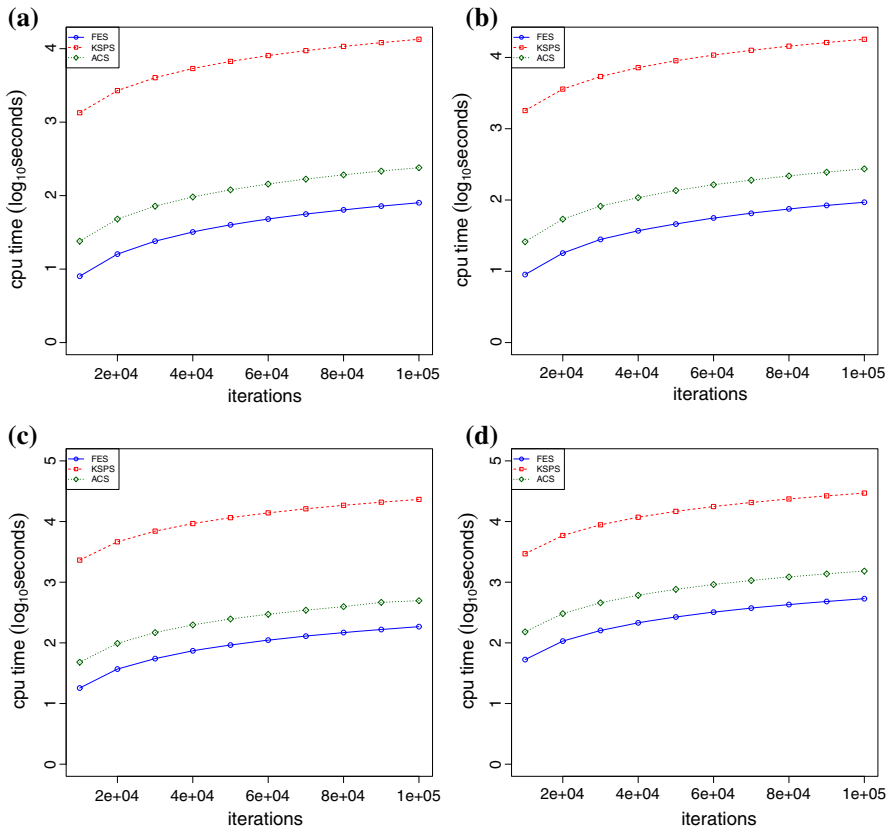 (a)
FES
KSPS
ACS
cpu time (log10seconds)
0
1
2
3
4
2e+04
4e+04
6e+04
8e+04
1e+05
iterations
(b)
FES
KSPS
ACS
cpu time (log10seconds)
0
1
2
3
4
2e+04
4e+04
6e+04
8e+04
1e+05
iterations
(c)
FES
KSPS
ACS
cpu time (log10seconds)
0
1
2
3
4
5
2e+04
4e+04
6e+04
8e+04
1e+05
iterations
(d)
FES
KSPS
ACS
cpu time (log10seconds)
0
1
2
3
4
5
2e+04
4e+04
6e+04
8e+04
1e+05
iterations